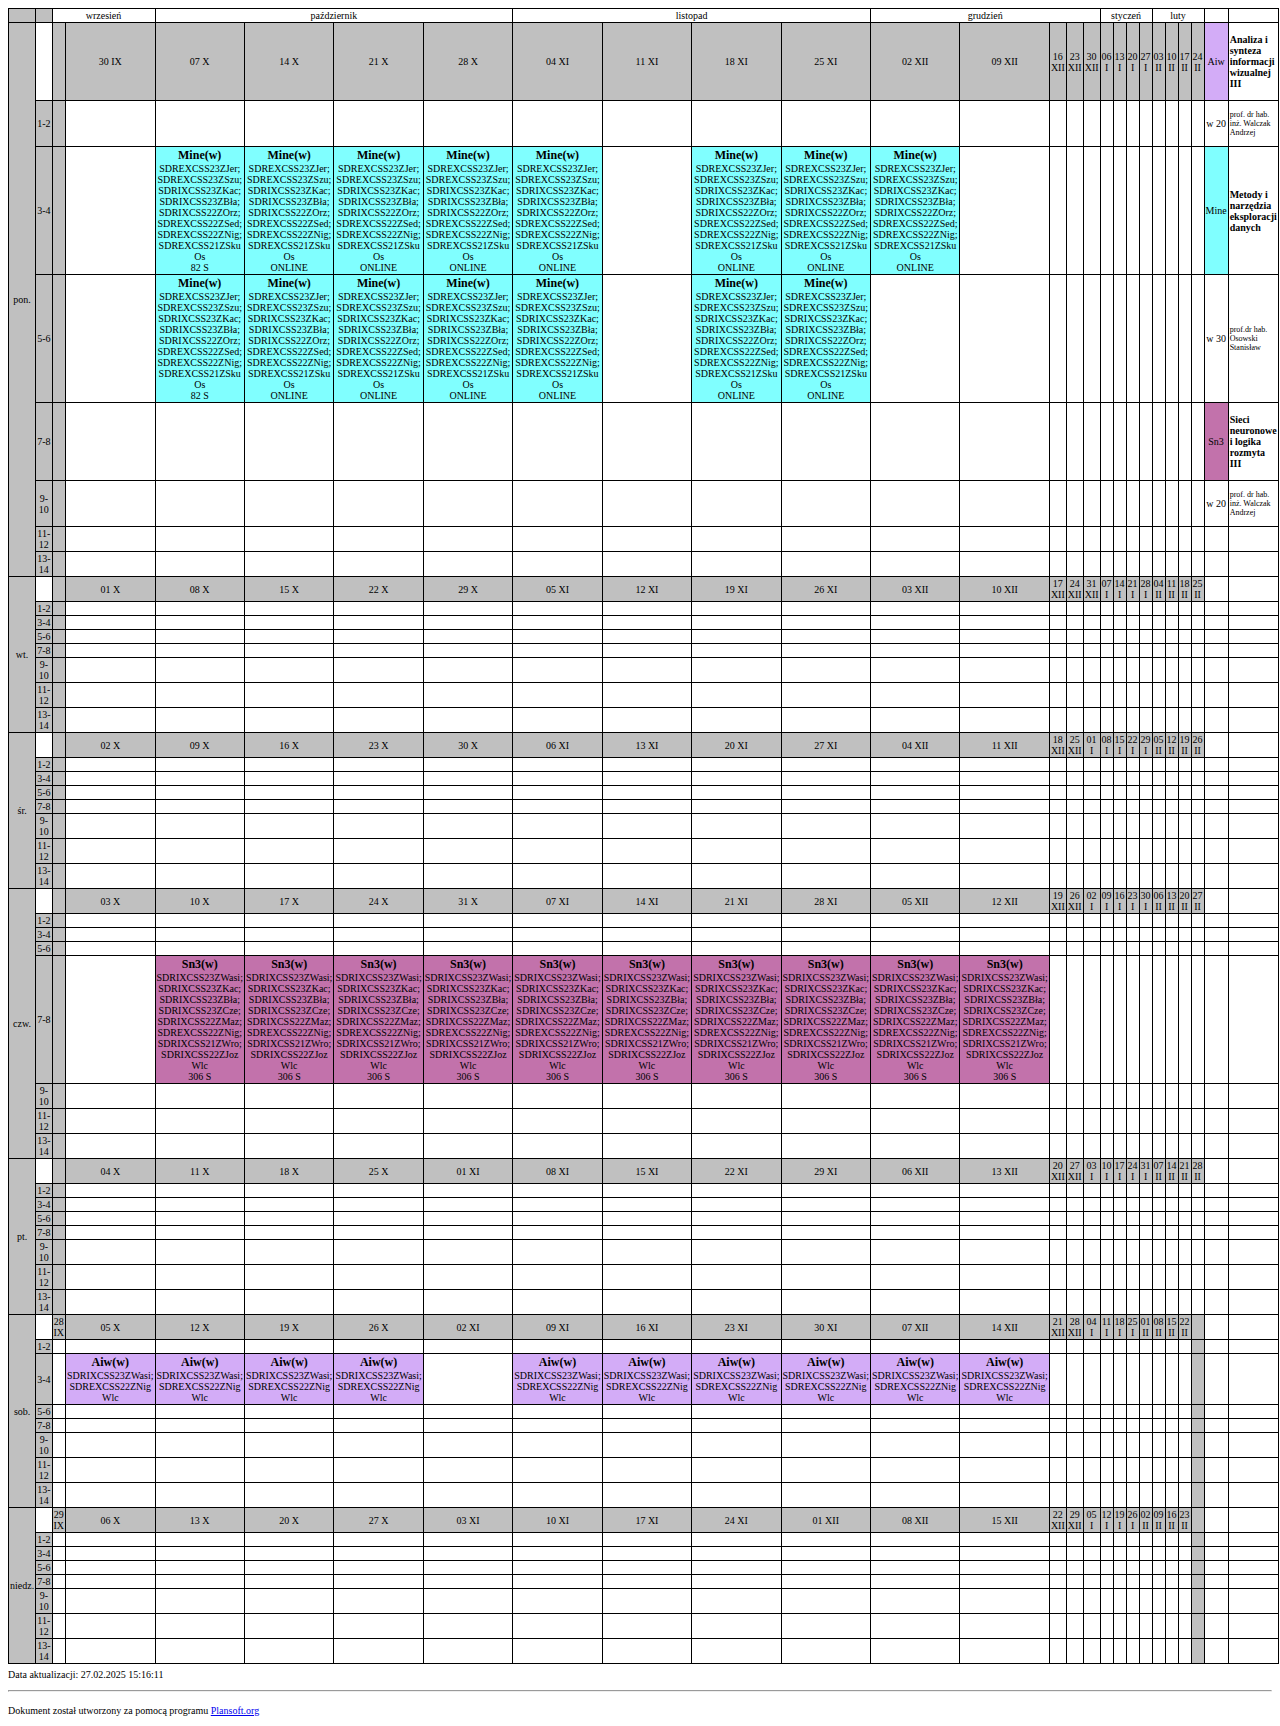 wrzesień październik listopad grudzień styczeń luty
pon. 30 IX 07 X 14 X 21 X 28 X 04 XI 11 XI 18 XI 25 XI 02 XII 09 XII 16 XII 23 XII 30 XII 06 I 13 I 20 I 27 I 03 II 10 II 17 II 24 II Aiw Analiza i synteza informacji wizualnej III
1-2 w 20 prof. dr hab. inż. Walczak Andrzej
3-4 Mine(w) Mine(w) Mine(w) Mine(w) Mine(w) Mine(w) Mine(w) Mine(w) Mine Metody i narzędzia eksploracji danych
SDREXCSS23ZJer; SDREXCSS23ZJer; SDREXCSS23ZJer; SDREXCSS23ZJer; SDREXCSS23ZJer; SDREXCSS23ZJer; SDREXCSS23ZJer; SDREXCSS23ZJer;
SDREXCSS23ZSzu; SDREXCSS23ZSzu; SDREXCSS23ZSzu; SDREXCSS23ZSzu; SDREXCSS23ZSzu; SDREXCSS23ZSzu; SDREXCSS23ZSzu; SDREXCSS23ZSzu;
SDRIXCSS23ZKac; SDRIXCSS23ZKac; SDRIXCSS23ZKac; SDRIXCSS23ZKac; SDRIXCSS23ZKac; SDRIXCSS23ZKac; SDRIXCSS23ZKac; SDRIXCSS23ZKac;
SDRIXCSS23ZBła; SDRIXCSS23ZBła; SDRIXCSS23ZBła; SDRIXCSS23ZBła; SDRIXCSS23ZBła; SDRIXCSS23ZBła; SDRIXCSS23ZBła; SDRIXCSS23ZBła;
SDRIXCSS22ZOrz; SDRIXCSS22ZOrz; SDRIXCSS22ZOrz; SDRIXCSS22ZOrz; SDRIXCSS22ZOrz; SDRIXCSS22ZOrz; SDRIXCSS22ZOrz; SDRIXCSS22ZOrz;
SDREXCSS22ZSed; SDREXCSS22ZSed; SDREXCSS22ZSed; SDREXCSS22ZSed; SDREXCSS22ZSed; SDREXCSS22ZSed; SDREXCSS22ZSed; SDREXCSS22ZSed;
SDREXCSS22ZNig; SDREXCSS22ZNig; SDREXCSS22ZNig; SDREXCSS22ZNig; SDREXCSS22ZNig; SDREXCSS22ZNig; SDREXCSS22ZNig; SDREXCSS22ZNig;
SDREXCSS21ZSku SDREXCSS21ZSku SDREXCSS21ZSku SDREXCSS21ZSku SDREXCSS21ZSku SDREXCSS21ZSku SDREXCSS21ZSku SDREXCSS21ZSku
Os Os Os Os Os Os Os Os
82 S ONLINE ONLINE ONLINE ONLINE ONLINE ONLINE ONLINE
5-6 Mine(w) Mine(w) Mine(w) Mine(w) Mine(w) Mine(w) Mine(w) w 30 prof.dr hab. Osowski Stanisław
SDREXCSS23ZJer; SDREXCSS23ZJer; SDREXCSS23ZJer; SDREXCSS23ZJer; SDREXCSS23ZJer; SDREXCSS23ZJer; SDREXCSS23ZJer;
SDREXCSS23ZSzu; SDREXCSS23ZSzu; SDREXCSS23ZSzu; SDREXCSS23ZSzu; SDREXCSS23ZSzu; SDREXCSS23ZSzu; SDREXCSS23ZSzu;
SDRIXCSS23ZKac; SDRIXCSS23ZKac; SDRIXCSS23ZKac; SDRIXCSS23ZKac; SDRIXCSS23ZKac; SDRIXCSS23ZKac; SDRIXCSS23ZKac;
SDRIXCSS23ZBła; SDRIXCSS23ZBła; SDRIXCSS23ZBła; SDRIXCSS23ZBła; SDRIXCSS23ZBła; SDRIXCSS23ZBła; SDRIXCSS23ZBła;
SDRIXCSS22ZOrz; SDRIXCSS22ZOrz; SDRIXCSS22ZOrz; SDRIXCSS22ZOrz; SDRIXCSS22ZOrz; SDRIXCSS22ZOrz; SDRIXCSS22ZOrz;
SDREXCSS22ZSed; SDREXCSS22ZSed; SDREXCSS22ZSed; SDREXCSS22ZSed; SDREXCSS22ZSed; SDREXCSS22ZSed; SDREXCSS22ZSed;
SDREXCSS22ZNig; SDREXCSS22ZNig; SDREXCSS22ZNig; SDREXCSS22ZNig; SDREXCSS22ZNig; SDREXCSS22ZNig; SDREXCSS22ZNig;
SDREXCSS21ZSku SDREXCSS21ZSku SDREXCSS21ZSku SDREXCSS21ZSku SDREXCSS21ZSku SDREXCSS21ZSku SDREXCSS21ZSku
Os Os Os Os Os Os Os
82 S ONLINE ONLINE ONLINE ONLINE ONLINE ONLINE
7-8 Sn3 Sieci neuronowe i logika rozmyta III
9-10 w 20 prof. dr hab. inż. Walczak Andrzej
11-12
13-14
wt. 01 X 08 X 15 X 22 X 29 X 05 XI 12 XI 19 XI 26 XI 03 XII 10 XII 17 XII 24 XII 31 XII 07 I 14 I 21 I 28 I 04 II 11 II 18 II 25 II
1-2
3-4
5-6
7-8
9-10
11-12
13-14
śr. 02 X 09 X 16 X 23 X 30 X 06 XI 13 XI 20 XI 27 XI 04 XII 11 XII 18 XII 25 XII 01 I 08 I 15 I 22 I 29 I 05 II 12 II 19 II 26 II
1-2
3-4
5-6
7-8
9-10
11-12
13-14
czw. 03 X 10 X 17 X 24 X 31 X 07 XI 14 XI 21 XI 28 XI 05 XII 12 XII 19 XII 26 XII 02 I 09 I 16 I 23 I 30 I 06 II 13 II 20 II 27 II
1-2
3-4
5-6
7-8 Sn3(w) Sn3(w) Sn3(w) Sn3(w) Sn3(w) Sn3(w) Sn3(w) Sn3(w) Sn3(w) Sn3(w)
SDRIXCSS23ZWasi; SDRIXCSS23ZWasi; SDRIXCSS23ZWasi; SDRIXCSS23ZWasi; SDRIXCSS23ZWasi; SDRIXCSS23ZWasi; SDRIXCSS23ZWasi; SDRIXCSS23ZWasi; SDRIXCSS23ZWasi; SDRIXCSS23ZWasi;
SDRIXCSS23ZKac; SDRIXCSS23ZKac; SDRIXCSS23ZKac; SDRIXCSS23ZKac; SDRIXCSS23ZKac; SDRIXCSS23ZKac; SDRIXCSS23ZKac; SDRIXCSS23ZKac; SDRIXCSS23ZKac; SDRIXCSS23ZKac;
SDRIXCSS23ZBła; SDRIXCSS23ZBła; SDRIXCSS23ZBła; SDRIXCSS23ZBła; SDRIXCSS23ZBła; SDRIXCSS23ZBła; SDRIXCSS23ZBła; SDRIXCSS23ZBła; SDRIXCSS23ZBła; SDRIXCSS23ZBła;
SDRIXCSS23ZCze; SDRIXCSS23ZCze; SDRIXCSS23ZCze; SDRIXCSS23ZCze; SDRIXCSS23ZCze; SDRIXCSS23ZCze; SDRIXCSS23ZCze; SDRIXCSS23ZCze; SDRIXCSS23ZCze; SDRIXCSS23ZCze;
SDRIXCSS22ZMaz; SDRIXCSS22ZMaz; SDRIXCSS22ZMaz; SDRIXCSS22ZMaz; SDRIXCSS22ZMaz; SDRIXCSS22ZMaz; SDRIXCSS22ZMaz; SDRIXCSS22ZMaz; SDRIXCSS22ZMaz; SDRIXCSS22ZMaz;
SDREXCSS22ZNig; SDREXCSS22ZNig; SDREXCSS22ZNig; SDREXCSS22ZNig; SDREXCSS22ZNig; SDREXCSS22ZNig; SDREXCSS22ZNig; SDREXCSS22ZNig; SDREXCSS22ZNig; SDREXCSS22ZNig;
SDRIXCSS21ZWro; SDRIXCSS21ZWro; SDRIXCSS21ZWro; SDRIXCSS21ZWro; SDRIXCSS21ZWro; SDRIXCSS21ZWro; SDRIXCSS21ZWro; SDRIXCSS21ZWro; SDRIXCSS21ZWro; SDRIXCSS21ZWro;
SDRIXCSS22ZJoz SDRIXCSS22ZJoz SDRIXCSS22ZJoz SDRIXCSS22ZJoz SDRIXCSS22ZJoz SDRIXCSS22ZJoz SDRIXCSS22ZJoz SDRIXCSS22ZJoz SDRIXCSS22ZJoz SDRIXCSS22ZJoz
Wlc Wlc Wlc Wlc Wlc Wlc Wlc Wlc Wlc Wlc
306 S 306 S 306 S 306 S 306 S 306 S 306 S 306 S 306 S 306 S
9-10
11-12
13-14
pt. 04 X 11 X 18 X 25 X 01 XI 08 XI 15 XI 22 XI 29 XI 06 XII 13 XII 20 XII 27 XII 03 I 10 I 17 I 24 I 31 I 07 II 14 II 21 II 28 II
1-2
3-4
5-6
7-8
9-10
11-12
13-14
sob. 28 IX 05 X 12 X 19 X 26 X 02 XI 09 XI 16 XI 23 XI 30 XI 07 XII 14 XII 21 XII 28 XII 04 I 11 I 18 I 25 I 01 II 08 II 15 II 22 II
1-2
3-4 Aiw(w) Aiw(w) Aiw(w) Aiw(w) Aiw(w) Aiw(w) Aiw(w) Aiw(w) Aiw(w) Aiw(w)
SDRIXCSS23ZWasi; SDRIXCSS23ZWasi; SDRIXCSS23ZWasi; SDRIXCSS23ZWasi; SDRIXCSS23ZWasi; SDRIXCSS23ZWasi; SDRIXCSS23ZWasi; SDRIXCSS23ZWasi; SDRIXCSS23ZWasi; SDRIXCSS23ZWasi;
SDREXCSS22ZNig SDREXCSS22ZNig SDREXCSS22ZNig SDREXCSS22ZNig SDREXCSS22ZNig SDREXCSS22ZNig SDREXCSS22ZNig SDREXCSS22ZNig SDREXCSS22ZNig SDREXCSS22ZNig
Wlc Wlc Wlc Wlc Wlc Wlc Wlc Wlc Wlc Wlc
5-6
7-8
9-10
11-12
13-14
niedz. 29 IX 06 X 13 X 20 X 27 X 03 XI 10 XI 17 XI 24 XI 01 XII 08 XII 15 XII 22 XII 29 XII 05 I 12 I 19 I 26 I 02 II 09 II 16 II 23 II
1-2
3-4
5-6
7-8
9-10
11-12
13-14
Data aktualizacji: 27.02.2025 15:16:11
Dokument został utworzony za pomocą programu Plansoft.org